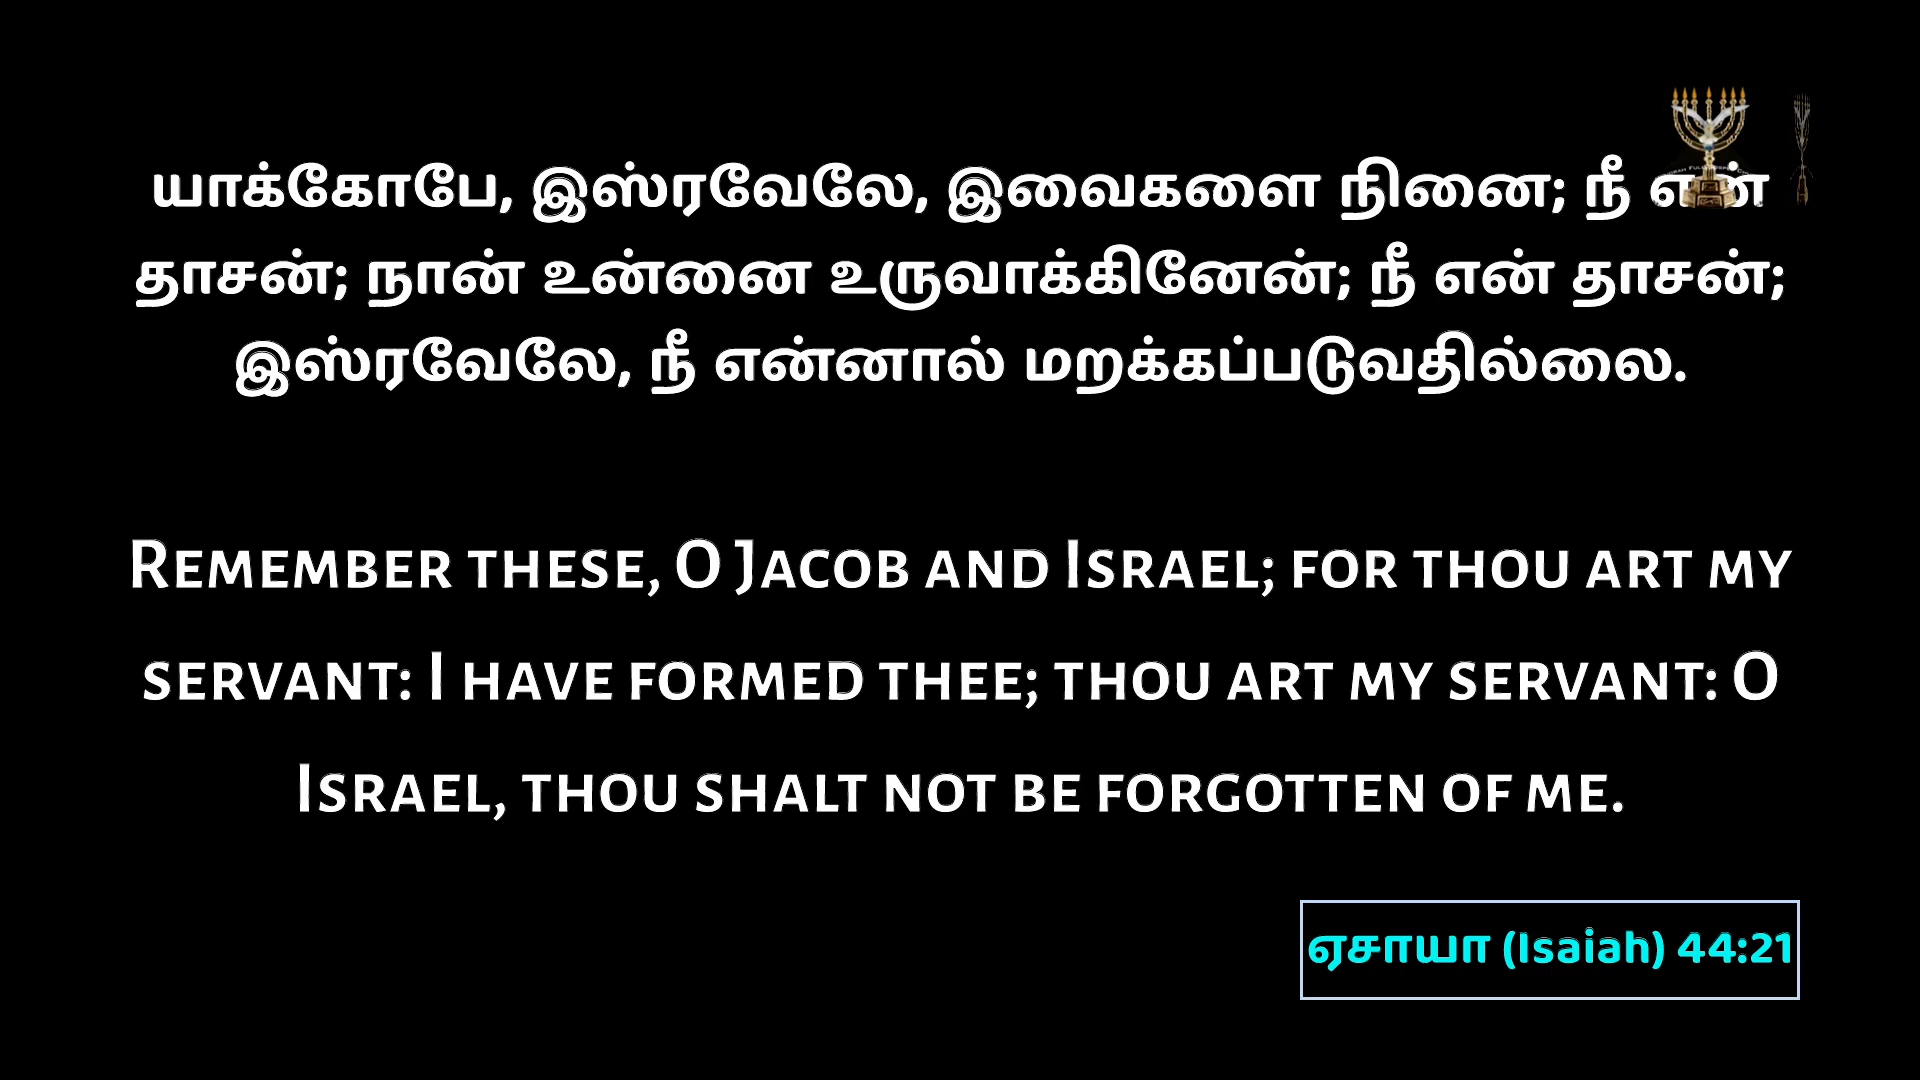 யாக்கோபே, இஸ்ரவேலே, இவைகளை நினை; நீ என்
தாசன்; நான் உன்னை உருவாக்கினேன்; நீ என் தாசன்;
இஸ்ரவேலே, நீ என்னால் மறக்கப்படுவதில்லை.
Remember these, O Jacob and Israel; for thou art my
servant: I have formed thee; thou art my servant: O
Israel, thou shalt not be forgotten of me.
ஏசாயா (Isaiah) 44:21